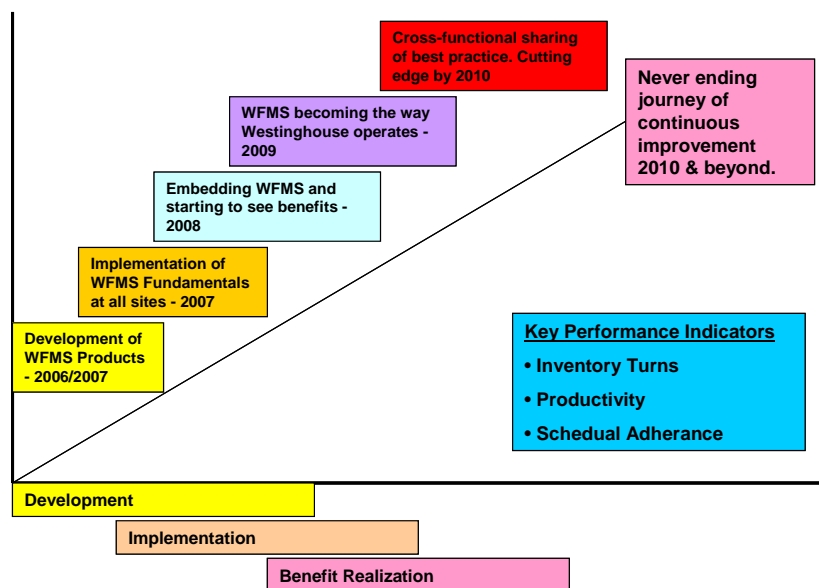 Cross-functional sharing
of best practice. Cutting
edge by 2010
Never ending
journey of
continuous
improvement
2010 & beyond.
WFMS becoming the way
Westinghouse operates -
2009
Embedding WFMS and
starting to see benefits -
2008
Implementation of
WFMS Fundamentals
at all sites - 2007
Development of
WFMS Products
- 2006/2007
Key Performance Indicators
• Inventory Turns
• Productivity
• Schedual Adherance
Development
Implementation
Benefit Realization